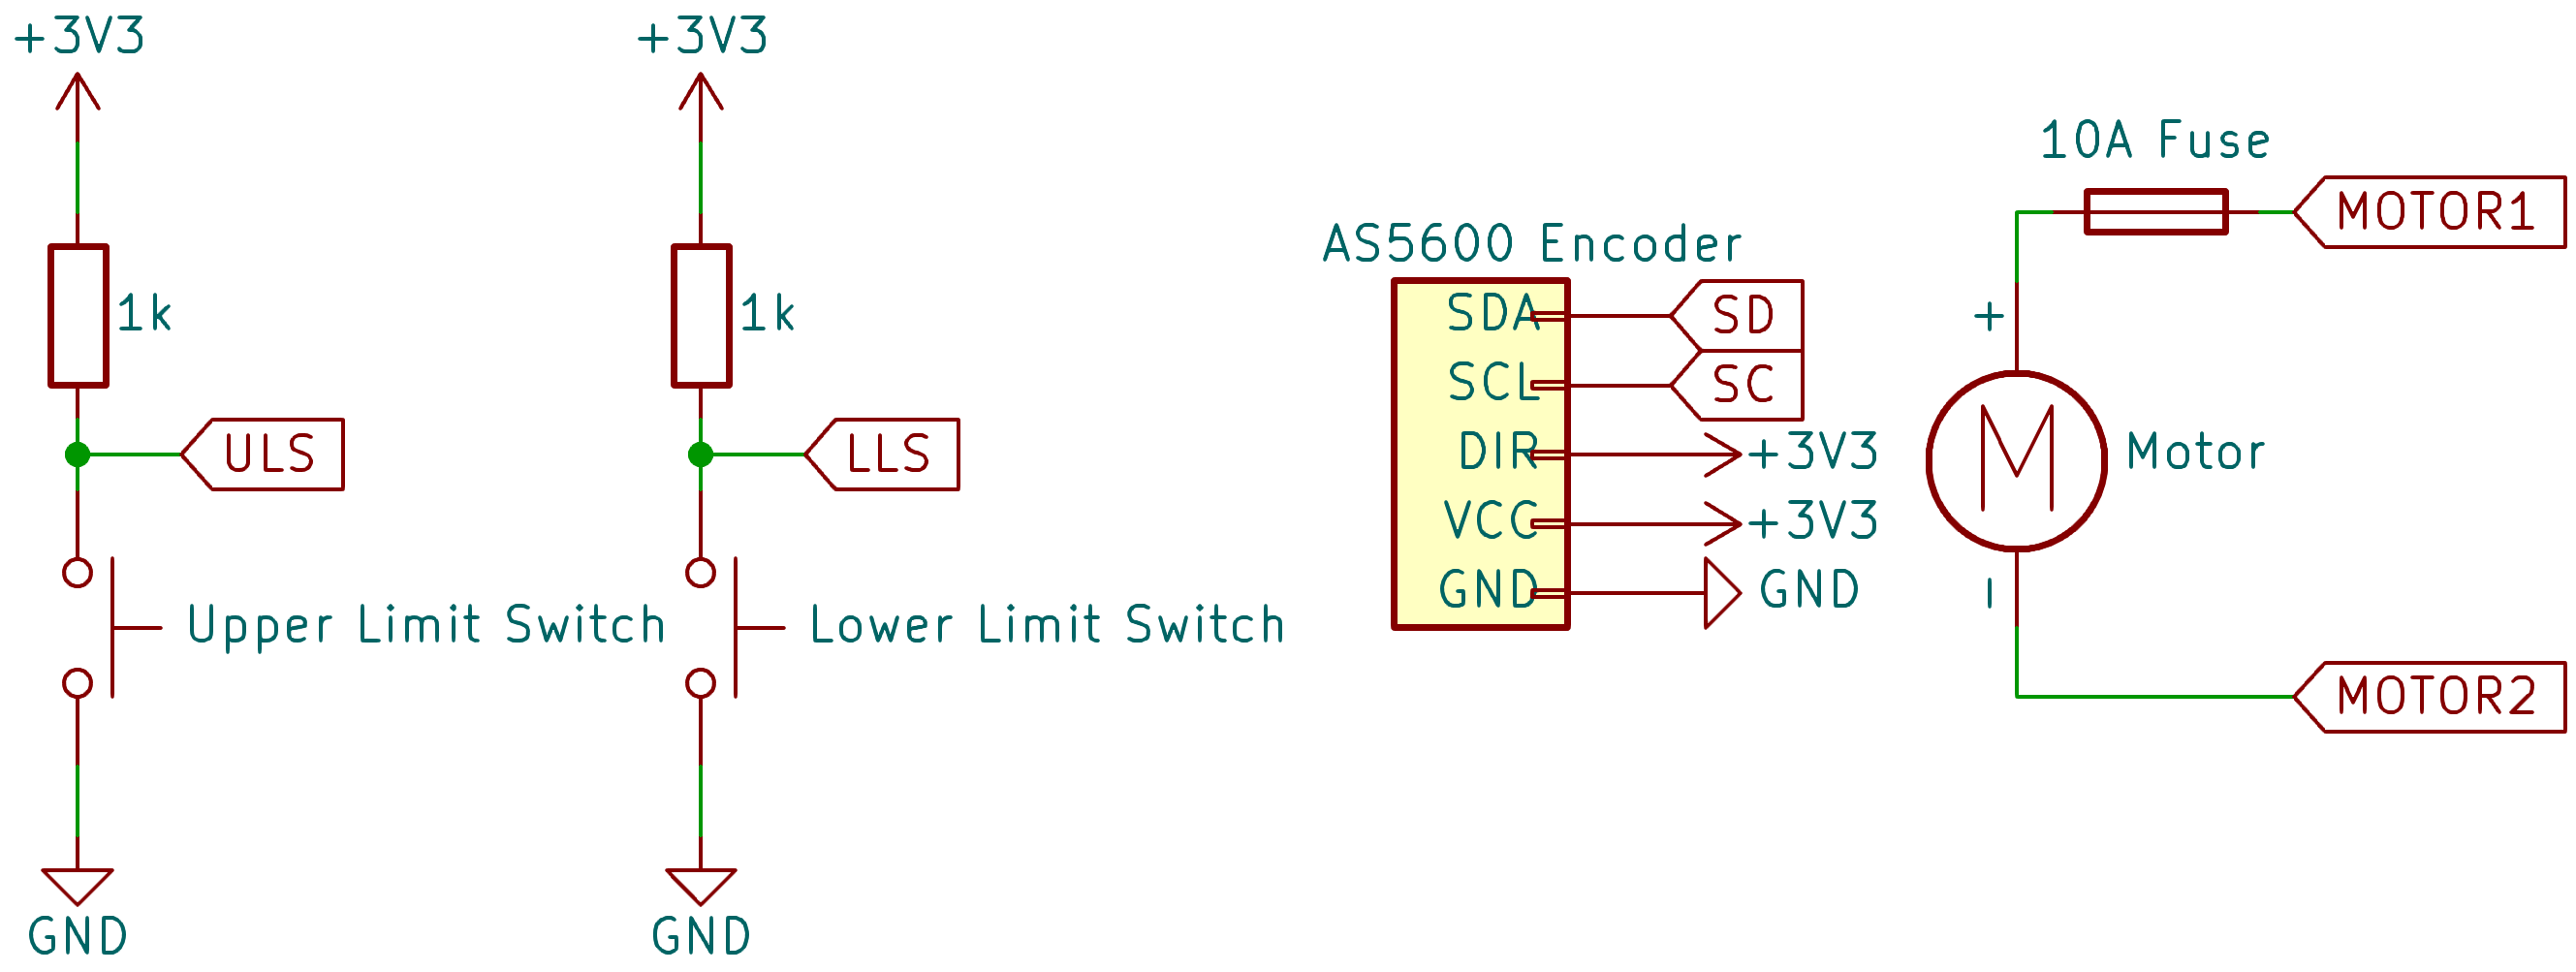 +3V3
1k
ULS
Upper Limit Switch
GND
+3V3
1k
LLS
Lower Limit Switch
GND
AS5600 Encoder
SDA SD
SCL SC
DIR +3V3
VCC +3V3
GND GND
10A Fuse
MOTOR1
+
M Motor
-
MOTOR2